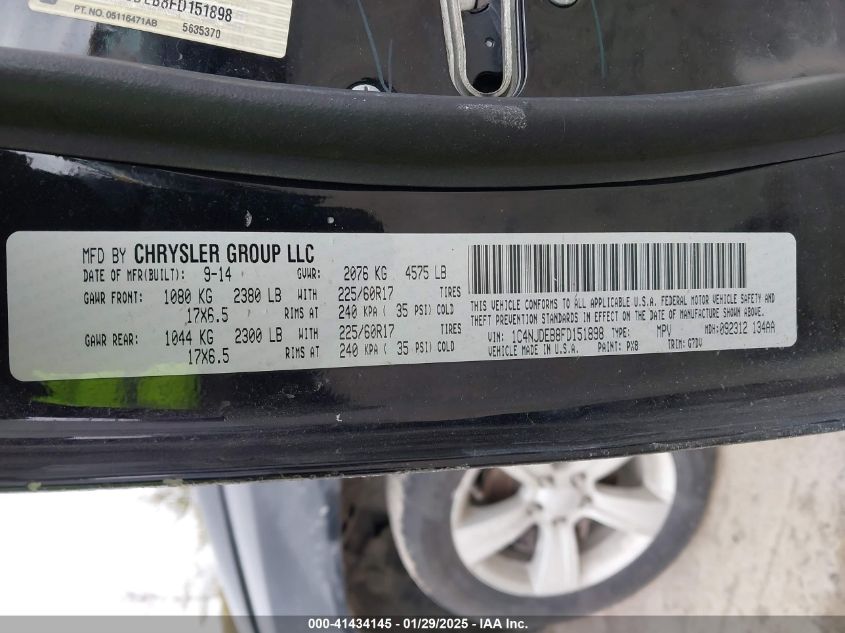 B8FD151898
PT. NO. 05116471AB
5635370
MFD BY CHRYSLER GROUP LLC
DATE OF MFR(BUILT): 9-14 GVWR: 2076 KG 4575 LB
GAWR FRONT: 1080 KG 2380 LB WITH 225/60R17 TIRES
17X6.5 RIMS AT 240 KPA ( 35 PSI) COLD
GAWR REAR: 1044 KG 2300 LB WITH 225/60R17 TIRES
17X6.5 RIMS AT 240 KPA ( 35 PSI) COLD
THIS VEHICLE CONFORMS TO ALL APPLICABLE U.S.A. FEDERAL MOTOR VEHICLE SAFETY AND
THEFT PREVENTION STANDARDS IN EFFECT ON THE DATE OF MANUFACTURE SHOWN ABOVE.
VIN: 1C4NJDEB8FD151898 TYPE: MPV MDH:092312 134AA
VEHICLE MADE IN U.S.A. PAINT: PX8 TRIM: G7DV
000-41434145 - 01/29/2025 - IAA Inc.